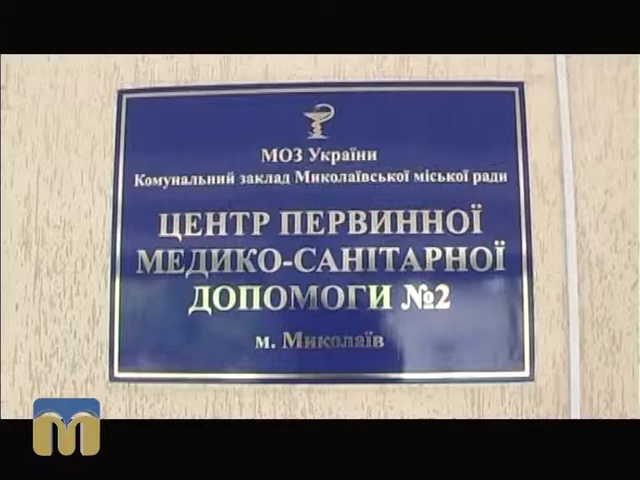 МОЗ України
Комунальний заклад Миколаївської міської ради
ЦЕНТР ПЕРВИННОЇ
МЕДИКО-САНІТАРНОЇ
ДОПОМОГИ №2
м. Миколаїв
М